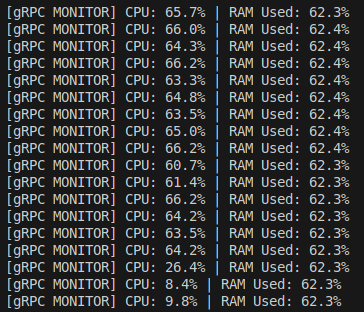 [gRPC MONITOR] CPU: 65.7% | RAM Used: 62.3%
[gRPC MONITOR] CPU: 66.0% | RAM Used: 62.4%
[gRPC MONITOR] CPU: 64.3% | RAM Used: 62.4%
[gRPC MONITOR] CPU: 66.2% | RAM Used: 62.4%
[gRPC MONITOR] CPU: 63.3% | RAM Used: 62.4%
[gRPC MONITOR] CPU: 64.8% | RAM Used: 62.4%
[gRPC MONITOR] CPU: 63.5% | RAM Used: 62.4%
[gRPC MONITOR] CPU: 65.0% | RAM Used: 62.4%
[gRPC MONITOR] CPU: 66.2% | RAM Used: 62.4%
[gRPC MONITOR] CPU: 60.7% | RAM Used: 62.3%
[gRPC MONITOR] CPU: 61.4% | RAM Used: 62.3%
[gRPC MONITOR] CPU: 66.2% | RAM Used: 62.3%
[gRPC MONITOR] CPU: 64.2% | RAM Used: 62.3%
[gRPC MONITOR] CPU: 63.5% | RAM Used: 62.3%
[gRPC MONITOR] CPU: 64.2% | RAM Used: 62.3%
[gRPC MONITOR] CPU: 26.4% | RAM Used: 62.3%
[gRPC MONITOR] CPU: 8.4% | RAM Used: 62.3%
[gRPC MONITOR] CPU: 9.8% | RAM Used: 62.3%